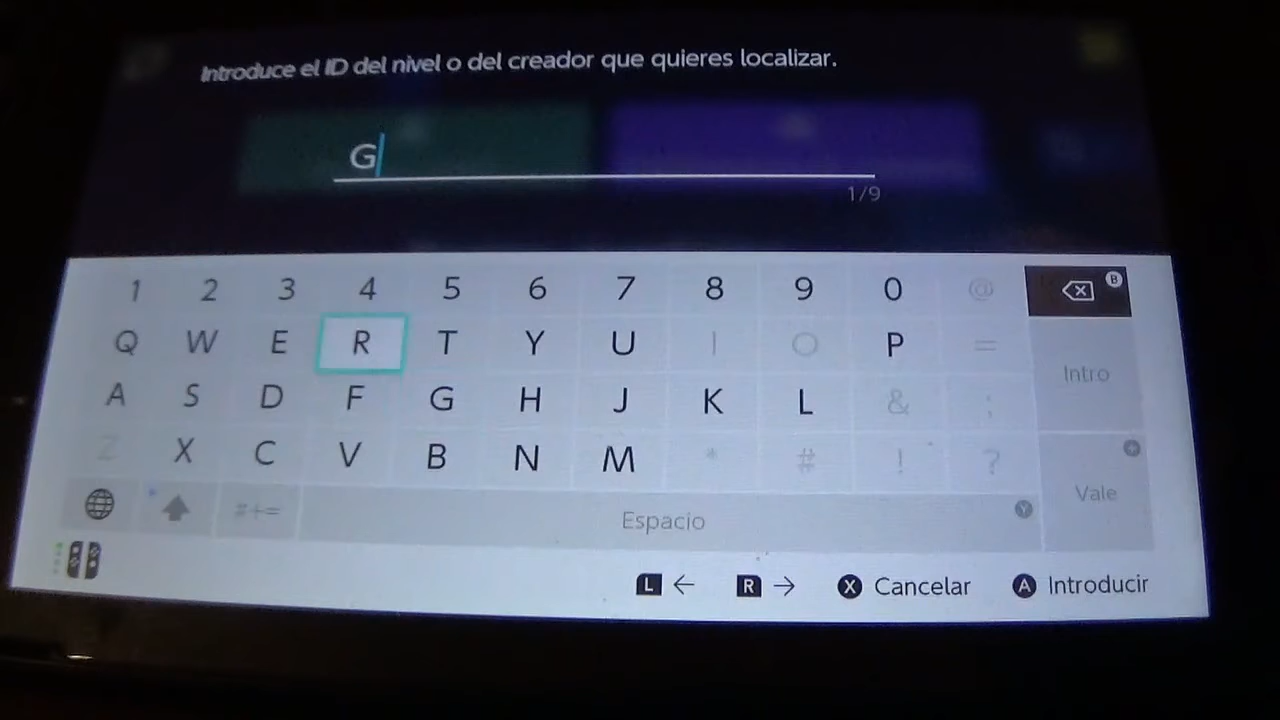 Introduce el ID del nivel o del creador que quieres localizar.
G
1/9
1 2 3 4 5 6 7 8 9 0 @ B
Q W E R T Y U I O P =
Intro
A S D F G H J K L & ;
Z X C V B N M * # ! ?
+
Vale
#+= Espacio Y
L ← R → X Cancelar A Introducir